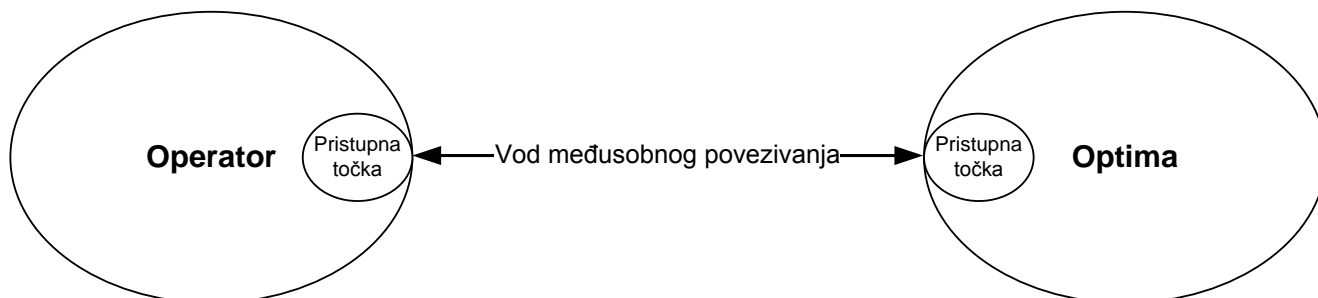 Operator
Pristupna
točka
Vod međusobnog povezivanja
Pristupna
točka
Optima